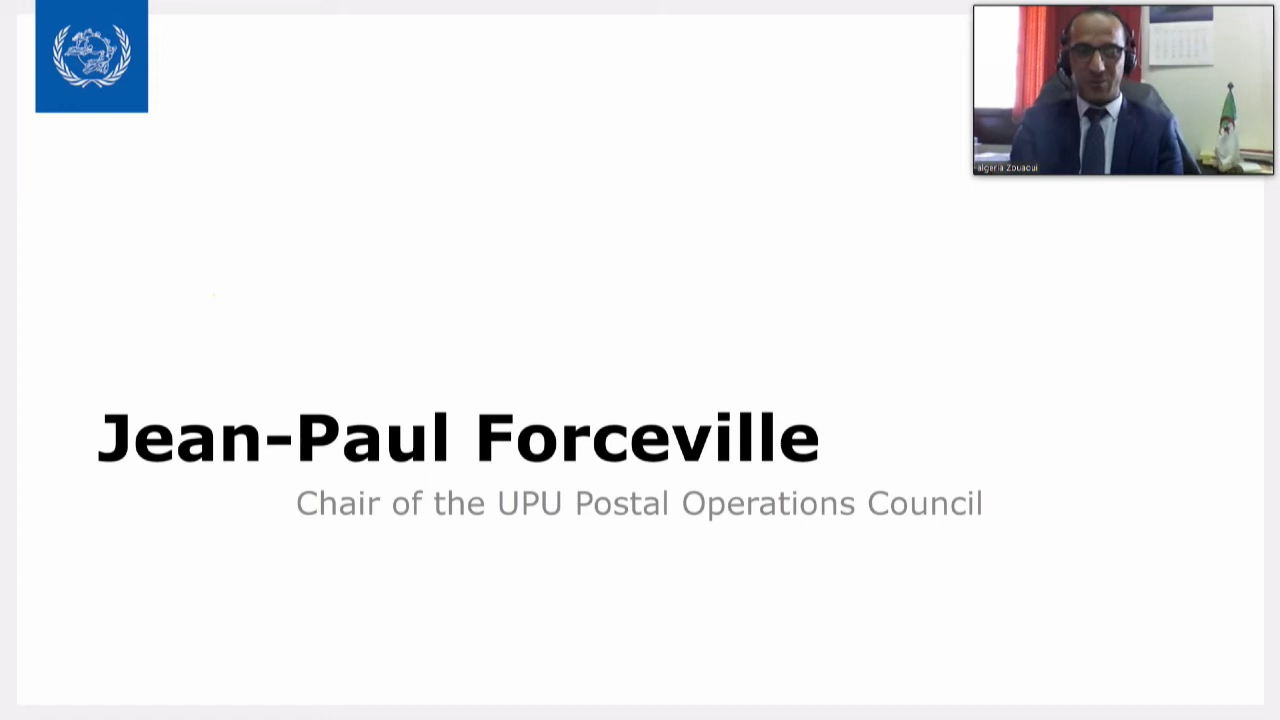 algeria Zouaoui
Jean-Paul Forceville
Chair of the UPU Postal Operations Council